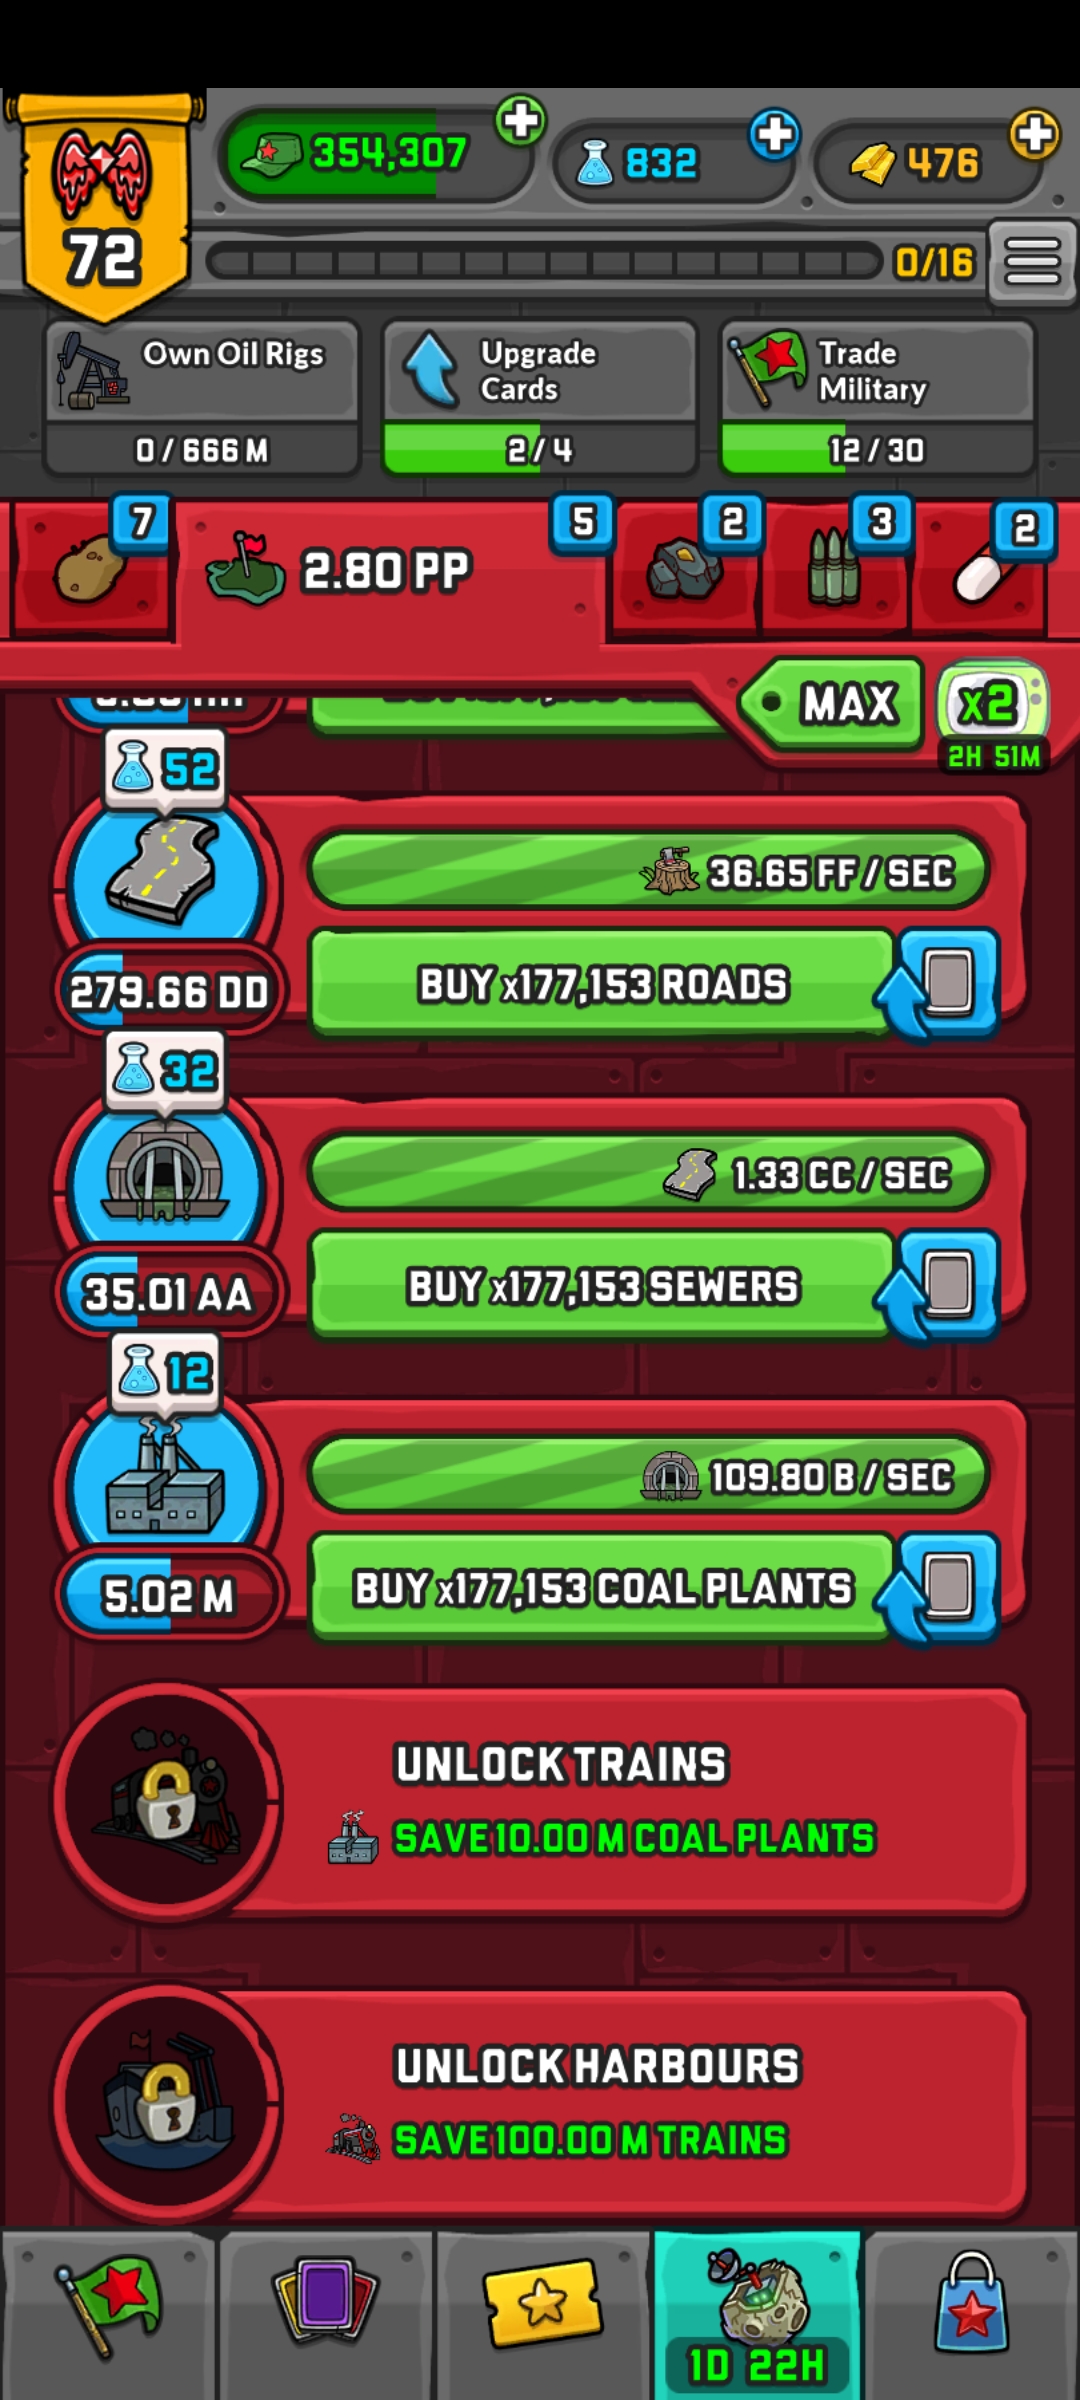 354,307
832
476
72
0/16
Own Oil Rigs
0 / 666 M
Upgrade
Cards
2 / 4
Trade
Military
12 / 30
7
2.80 PP
5
2
3
2
MAX
x2
2H 51M
52
36.65 FF / SEC
279.66 DD
BUY x177,153 ROADS
32
1.33 CC / SEC
35.01 AA
BUY x177,153 SEWERS
12
109.80 B / SEC
5.02 M
BUY x177,153 COAL PLANTS
UNLOCK TRAINS
SAVE 10.00 M COAL PLANTS
UNLOCK HARBOURS
SAVE 100.00 M TRAINS
1D 22H